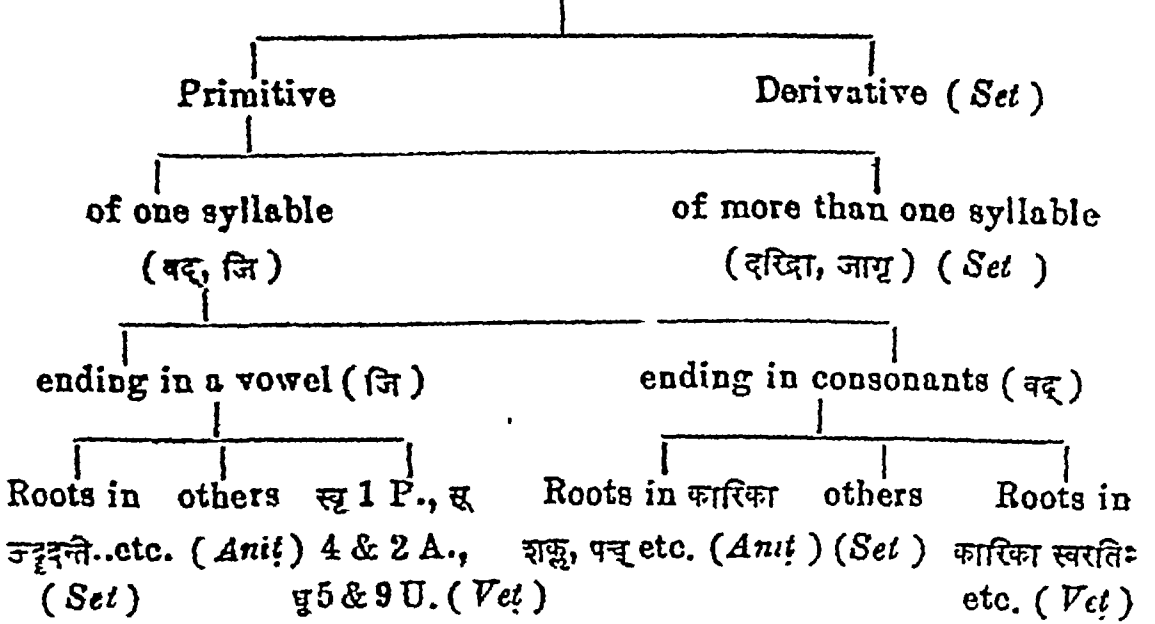 Primitive Derivative ( Set )
of one syllable of more than one syllable
( वद्, जि ) ( दरिद्रा, जागृ ) ( Set )
ending in a vowel ( जि ) ending in consonants ( वद् )
Roots in others स्वृ 1 P., सू Roots in कारिका others Roots in
ऊदॄदन्तै..etc. ( Aniṭ ) 4 & 2 A., शक्लृ, पच् etc. ( Aniṭ ) ( Set ) कारिका स्वरतिः
( Set ) धू 5 & 9 U. ( Veṭ ) etc. ( Veṭ )